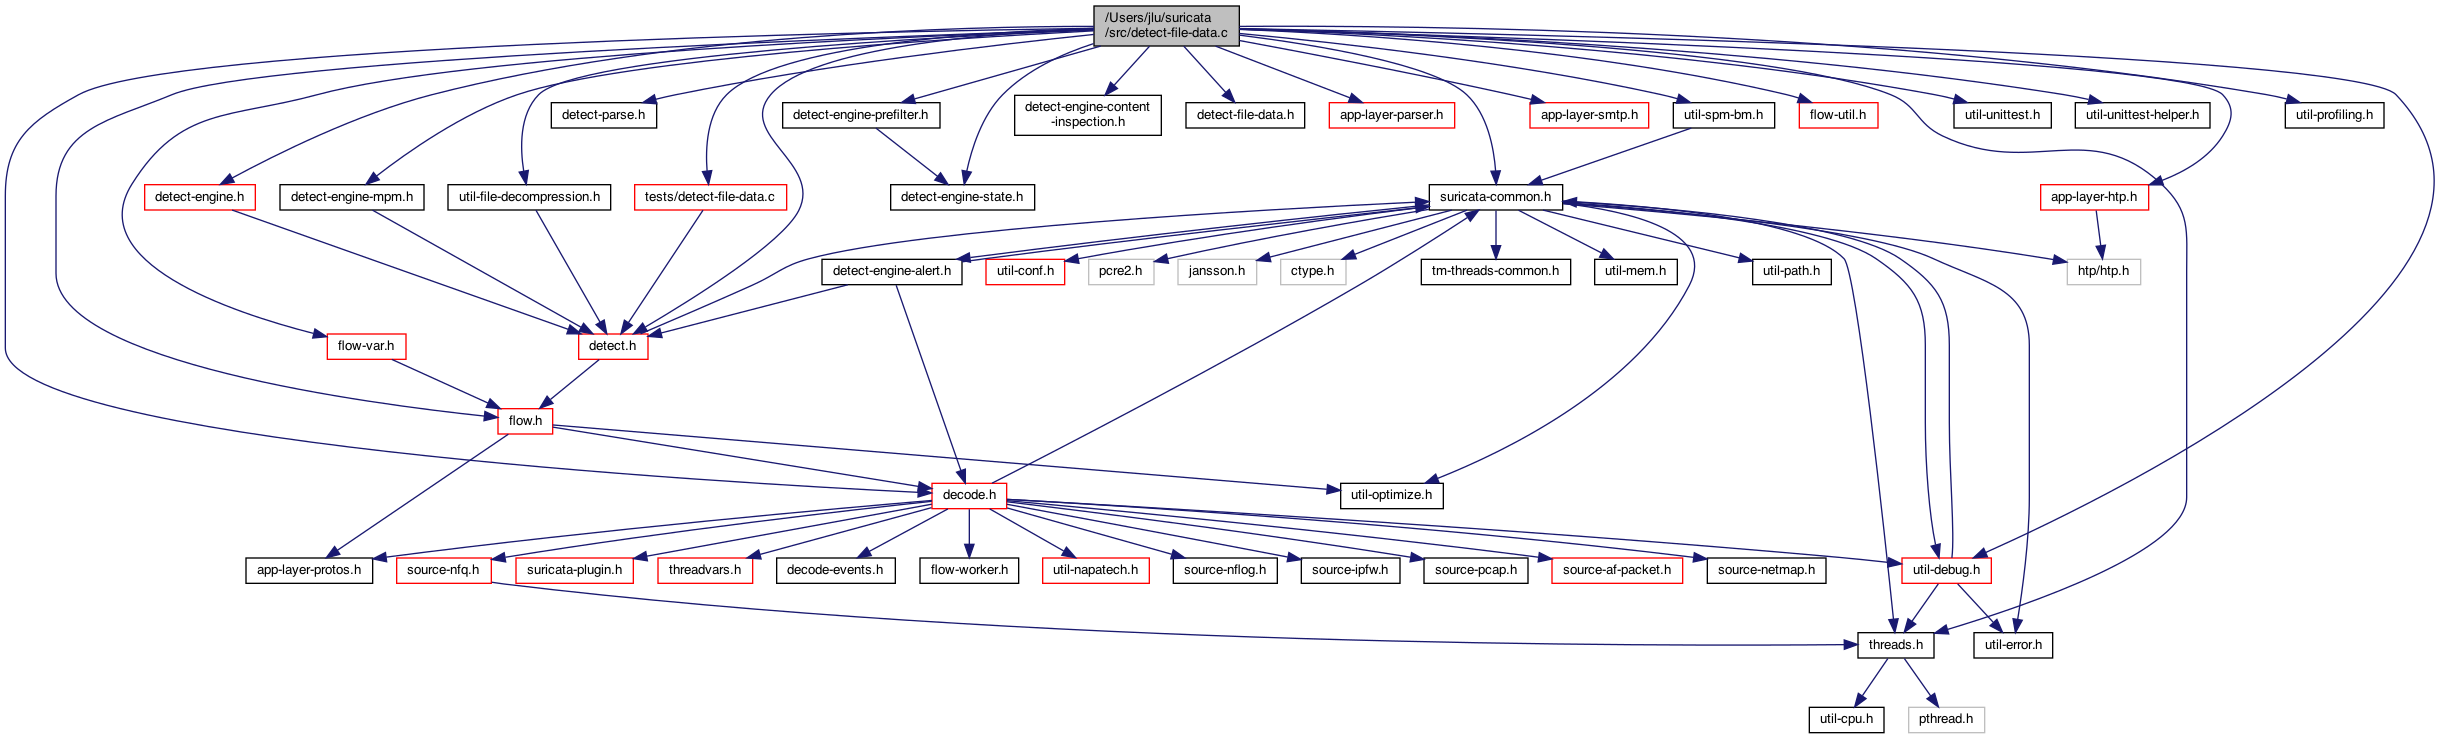 /Users/jlu/suricata
/src/detect-file-data.c
detect-parse.h
detect-engine-prefilter.h
detect-engine-content
-inspection.h
detect-file-data.h
app-layer-parser.h
app-layer-smtp.h
util-spm-bm.h
flow-util.h
util-unittest.h
util-unittest-helper.h
util-profiling.h
detect-engine.h
detect-engine-mpm.h
util-file-decompression.h
tests/detect-file-data.c
detect-engine-state.h
suricata-common.h
app-layer-htp.h
detect-engine-alert.h
util-conf.h
pcre2.h
jansson.h
ctype.h
tm-threads-common.h
util-mem.h
util-path.h
htp/htp.h
flow-var.h
detect.h
flow.h
decode.h
util-optimize.h
app-layer-protos.h
source-nfq.h
suricata-plugin.h
threadvars.h
decode-events.h
flow-worker.h
util-napatech.h
source-nflog.h
source-ipfw.h
source-pcap.h
source-af-packet.h
source-netmap.h
util-debug.h
threads.h
util-error.h
util-cpu.h
pthread.h